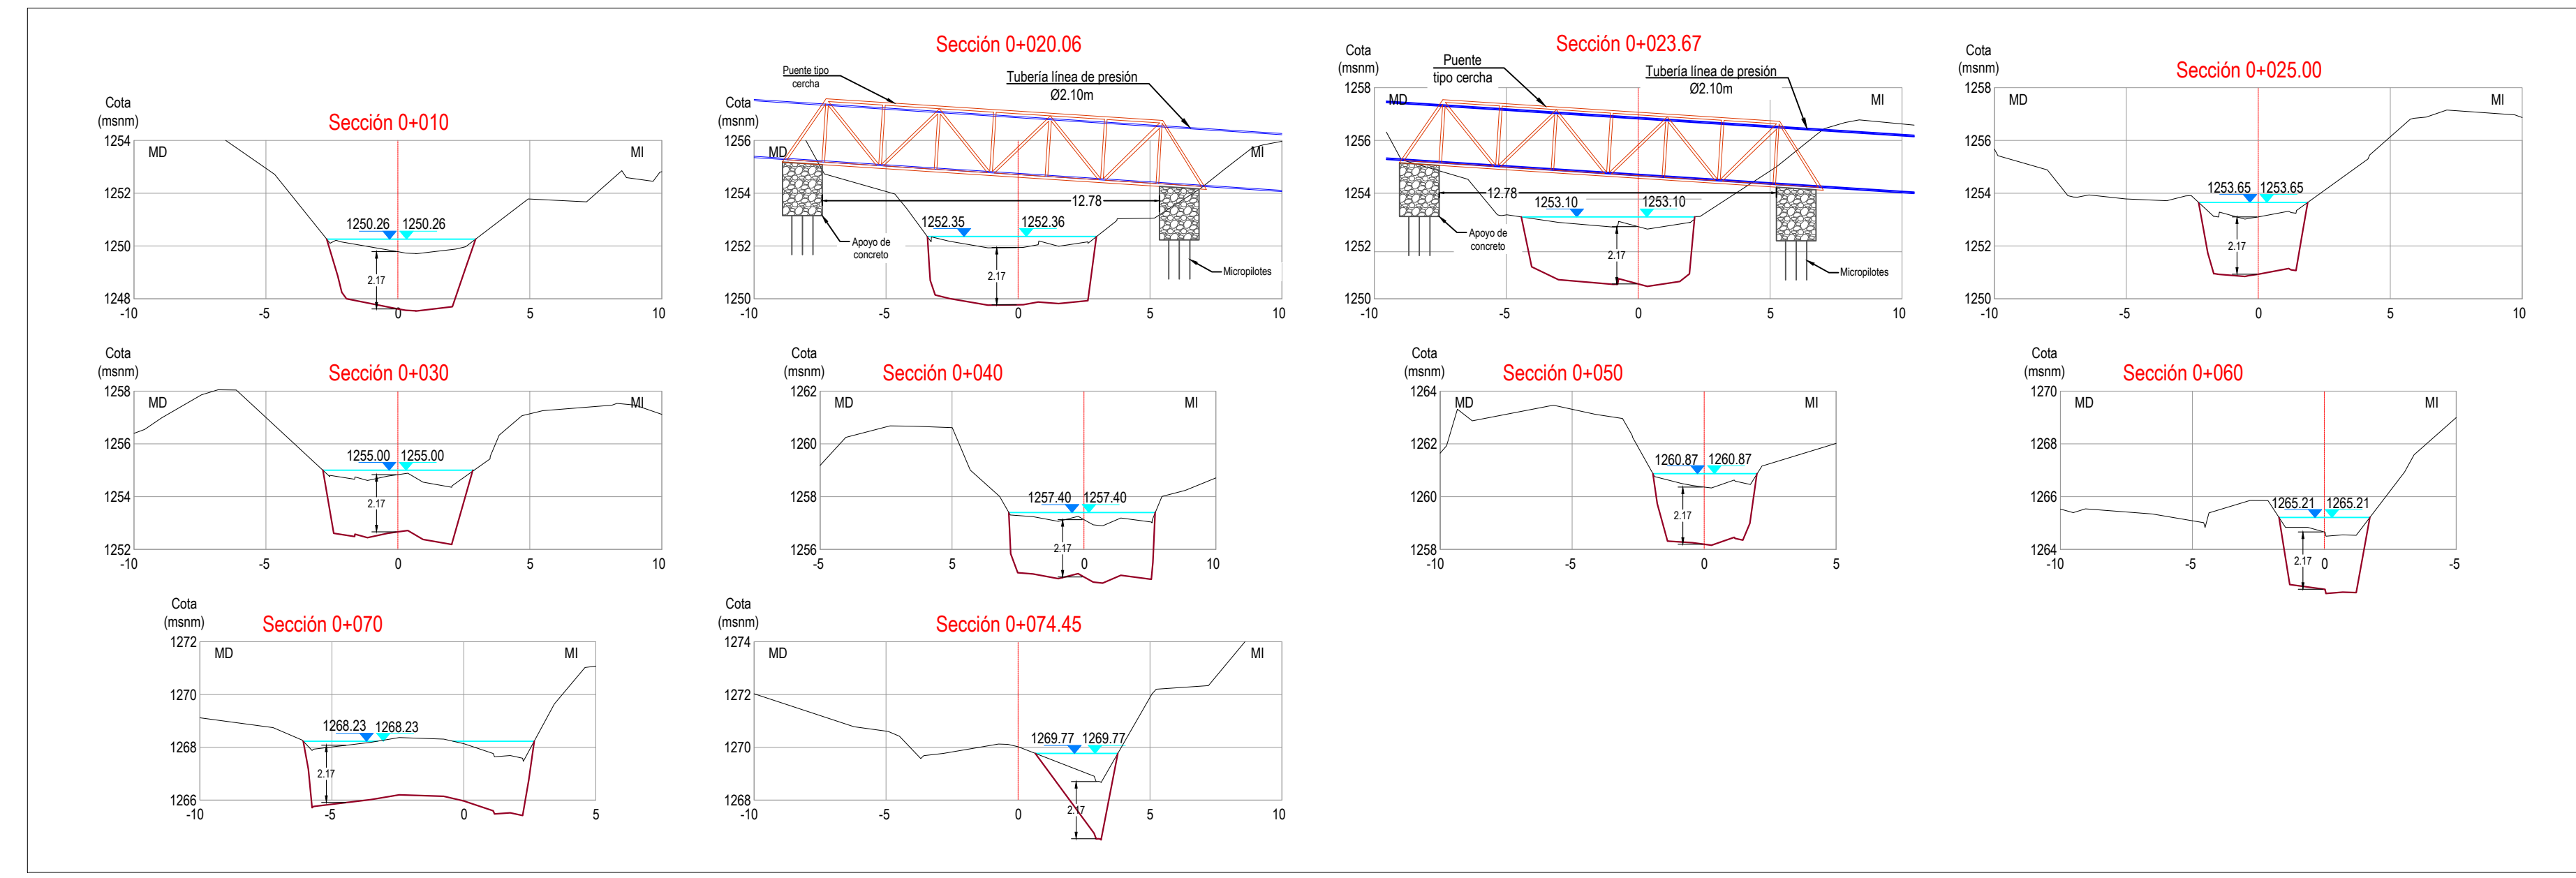 Sección 0+010
Cota
(msnm)
1254
1252
1250
1248
MD
MI
1250.26 1250.26
2.17
-10 -5 0 5 10
Sección 0+020.06
Puente tipo
cercha
Tubería línea de presión
Ø2.10m
Cota
(msnm)
1256
1254
1252
1250
MD
MI
12.78
1252.35 1252.36
2.17
Apoyo de
concreto
Micropilotes
-10 -5 0 5 10
Sección 0+023.67
Cota
(msnm)
Puente
tipo cercha
Tubería línea de presión
Ø2.10m
1258
1256
1254
1252
1250
MD
MI
12.78
1253.10 1253.10
2.17
Apoyo de
concreto
Micropilotes
-10 -5 0 5 10
Sección 0+025.00
Cota
(msnm)
1258
1256
1254
1252
1250
MD
MI
1253.65 1253.65
2.17
-10 -5 0 5 10
Sección 0+030
Cota
(msnm)
1258
1256
1254
1252
MD
MI
1255.00 1255.00
2.17
-10 -5 0 5 10
Sección 0+040
Cota
(msnm)
1262
1260
1258
1256
MD
MI
1257.40 1257.40
2.17
-5 5 0 10
Sección 0+050
Cota
(msnm)
1264
1262
1260
1258
MD
MI
1260.87 1260.87
2.17
-10 -5 0 5
Sección 0+060
Cota
(msnm)
1270
1268
1266
1264
MD
MI
1265.21 1265.21
2.17
-10 -5 0 -5
Sección 0+070
Cota
(msnm)
1272
1270
1268
1266
MD
MI
1268.23 1268.23
2.17
-10 -5 0 5
Sección 0+074.45
Cota
(msnm)
1274
1272
1270
1268
MD
MI
1269.77 1269.77
2.17
-10 -5 0 5 10